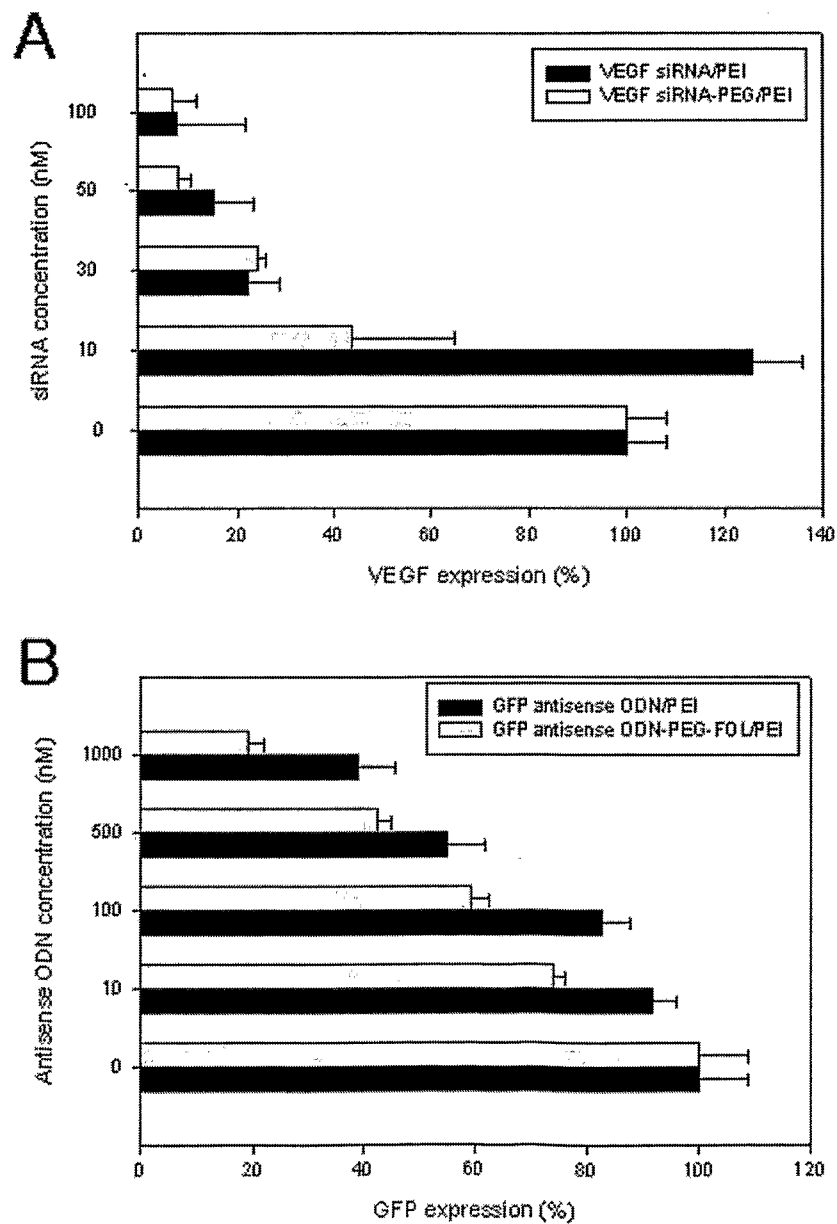 A
VEGF siRNA/PEI
VEGF siRNA-PEG/PEI
siRNA concentration (nM)
100
50
30
10
0
0 20 40 60 80 100 120 140
VEGF expression (%)
B
GFP antisense ODN/PEI
GFP antisense ODN-PEG-FOL/PEI
Antisense ODN concentration (nM)
1000
500
100
10
0
0 20 40 60 80 100 120
GFP expression (%)